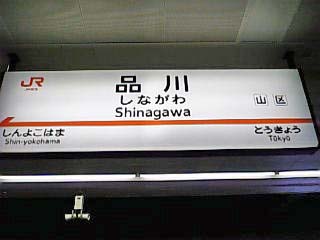 JR
品川
しながわ
Shinagawa
山区
しんよこはま
Shin-yokohama
とうきょう
Tōkyō